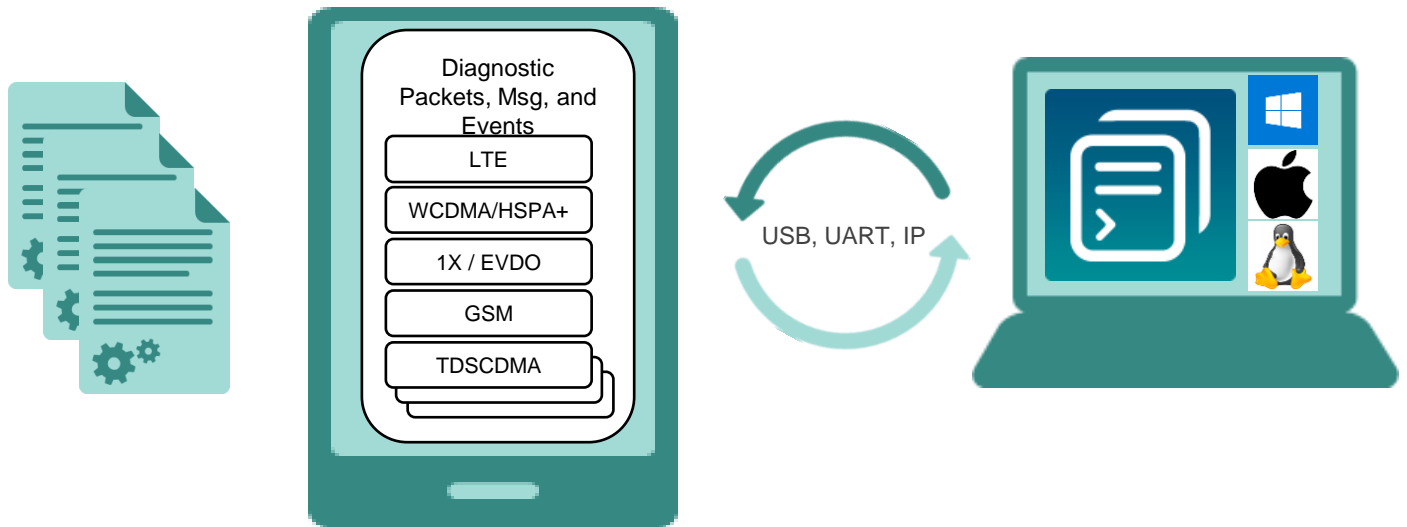 Diagnostic
Packets, Msg, and
Events
LTE
WCDMA/HSPA+
1X / EVDO
GSM
TDSCDMA
USB, UART, IP